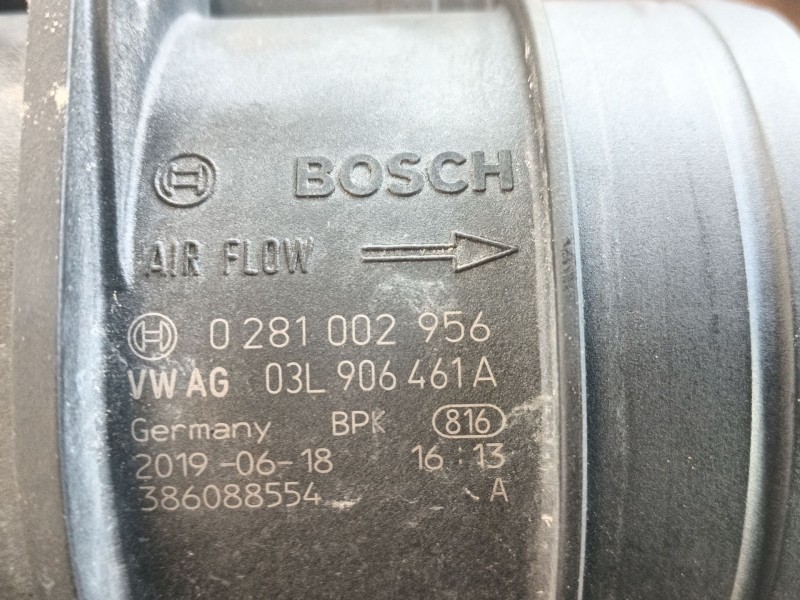 BOSCH
AIR FLOW
0 281 002 956
VW AG 03L 906 461 A
Germany BPK 816
2019-06-18 16:13
386088554 A